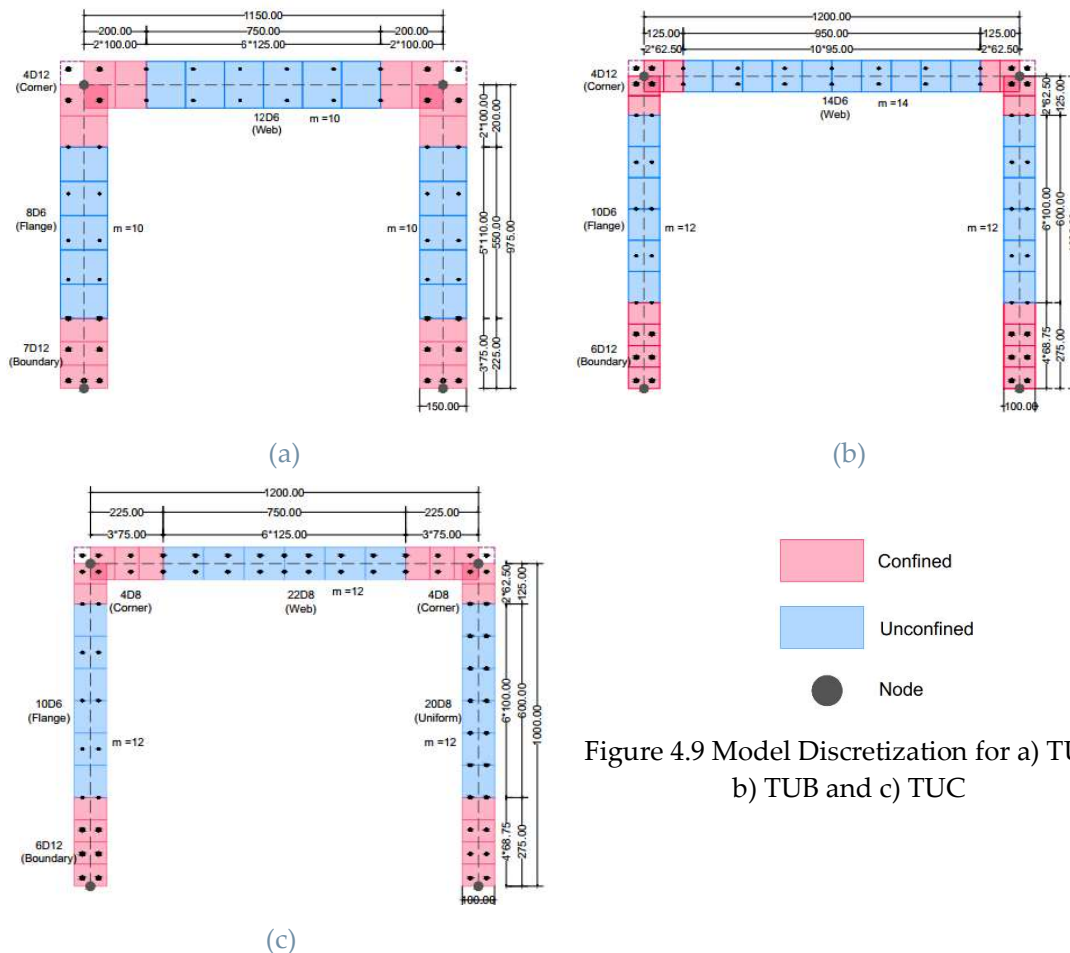 1150.00
200.00 750.00 200.00
2*100.00 6*125.00 2*100.00
4D12
(Corner)
12D6
(Web)
m =10
2*100.00
200.00
8D6
(Flange)
m =10
m =10
5*110.00
550.00
975.00
7D12
(Boundary)
3*75.00
225.00
150.00
(a)
1200.00
125.00 950.00 125.00
2*62.50 10*95.00 2*62.50
4D12
(Corner)
14D6
(Web)
m =14
2*62.50
125.00
10D6
(Flange)
m =12
m =12
6*100.00
600.00
6D12
(Boundary)
4*68.75
275.00
100.00
(b)
1200.00
225.00 750.00 225.00
3*75.00 6*125.00 3*75.00
4D8
(Corner)
22D8
(Web)
m =12
4D8
(Corner)
2*62.50
125.00
10D6
(Flange)
m =12
20D8
(Uniform)
m =12
6*100.00
600.00
1000.00
6D12
(Boundary)
4*68.75
275.00
100.00
(c)
Confined
Unconfined
Node
Figure 4.9 Model Discretization for a) TU
b) TUB and c) TUC